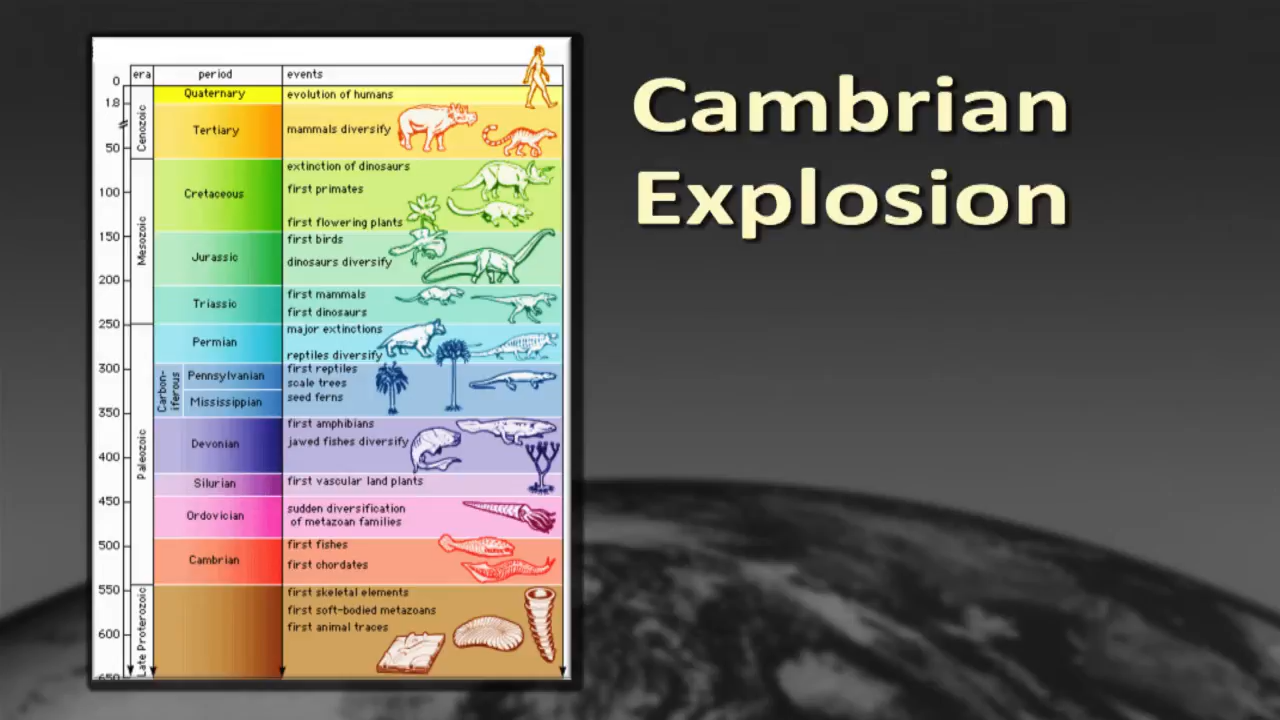 Cambrian
Explosion
era period events
0
Quaternary evolution of humans
1.8
Cenozoic
Tertiary mammals diversify
50
extinction of dinosaurs
100
Cretaceous first primates
first flowering plants
150
Mesozoic
first birds
Jurassic dinosaurs diversify
200
first mammals
Triassic first dinosaurs
250
major extinctions
Permian
reptiles diversify
300
Carbon-
iferous
Pennsylvanian first reptiles
scale trees
Mississippian seed ferns
350
first amphibians
Devonian jawed fishes diversify
400
Paleozoic
Silurian first vascular land plants
450
Ordovician sudden diversification
of metazoan families
500
first fishes
Cambrian first chordates
550
first skeletal elements
first soft-bodied metazoans
first animal traces
600
Late Proterozoic
650